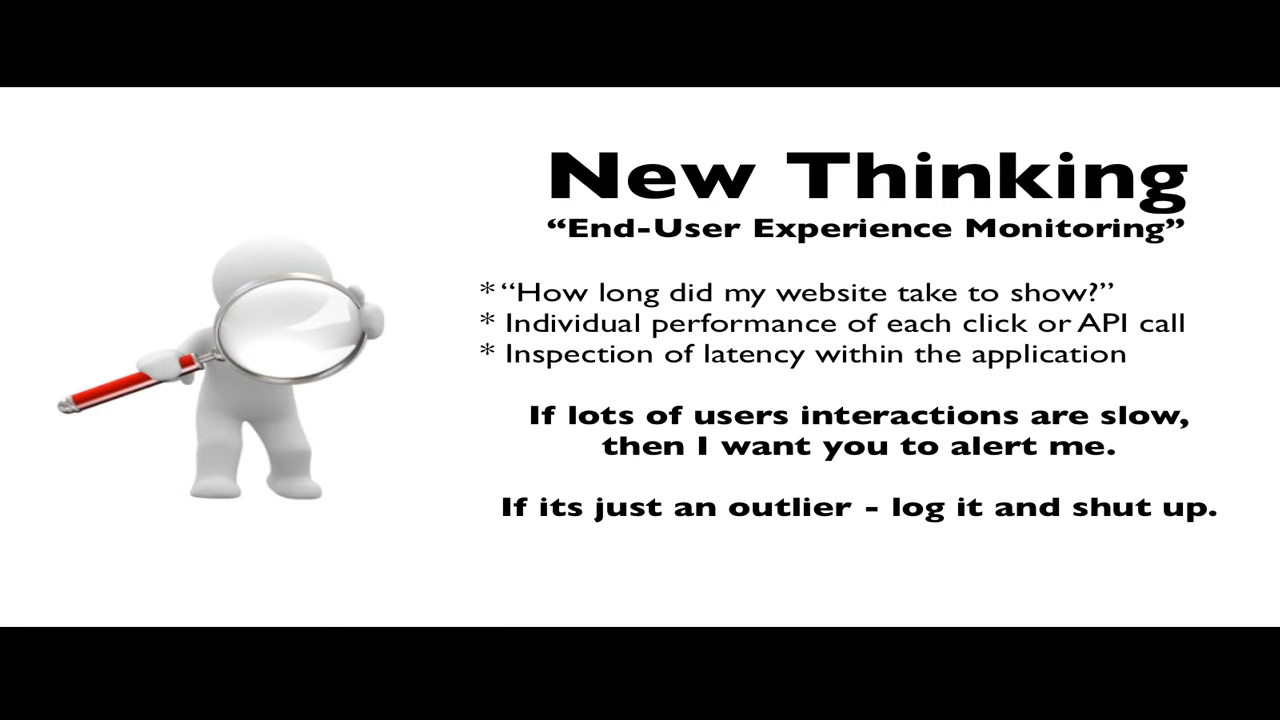 New Thinking
“End-User Experience Monitoring”
* “How long did my website take to show?”
* Individual performance of each click or API call
* Inspection of latency within the application
If lots of users interactions are slow,
then I want you to alert me.
If its just an outlier - log it and shut up.